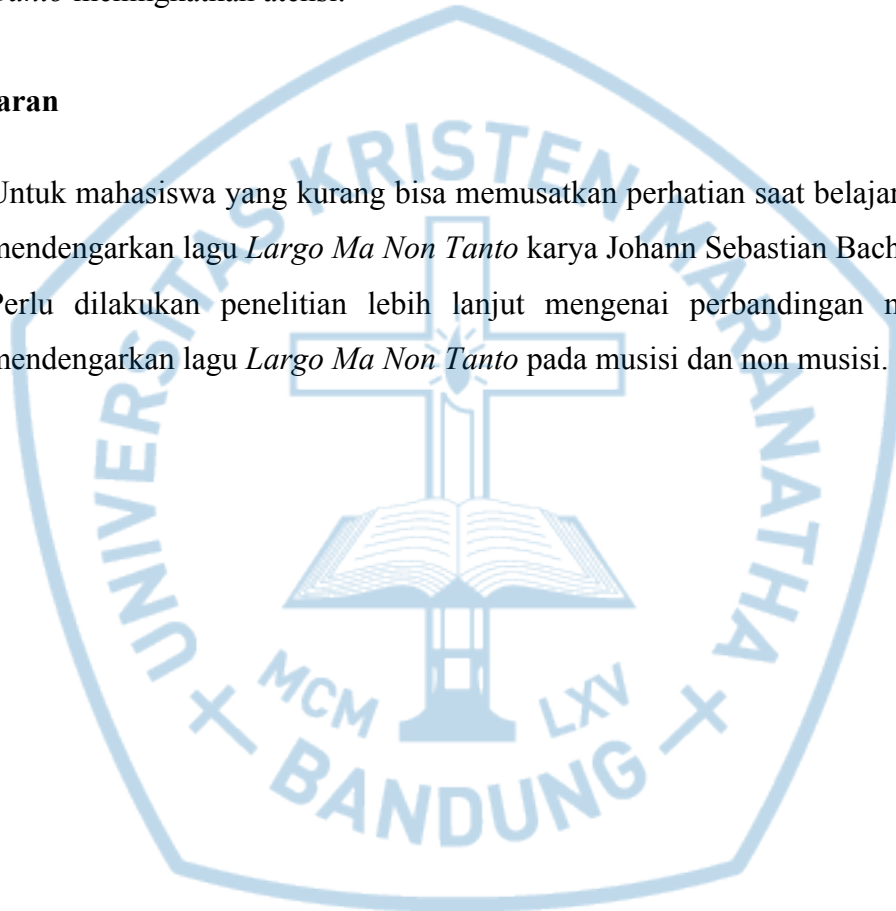 meningkatkan atensi.
aran
Untuk mahasiswa yang kurang bisa memusatkan perhatian saat belajar
mendengarkan lagu Largo Ma Non Tanto karya Johann Sebastian Bach
Perlu dilakukan penelitian lebih lanjut mengenai perbandingan
mendengarkan lagu Largo Ma Non Tanto pada musisi dan non musisi.
UNIVERSITAS KRISTEN MARANATHA
MCM LXV
BANDUNG